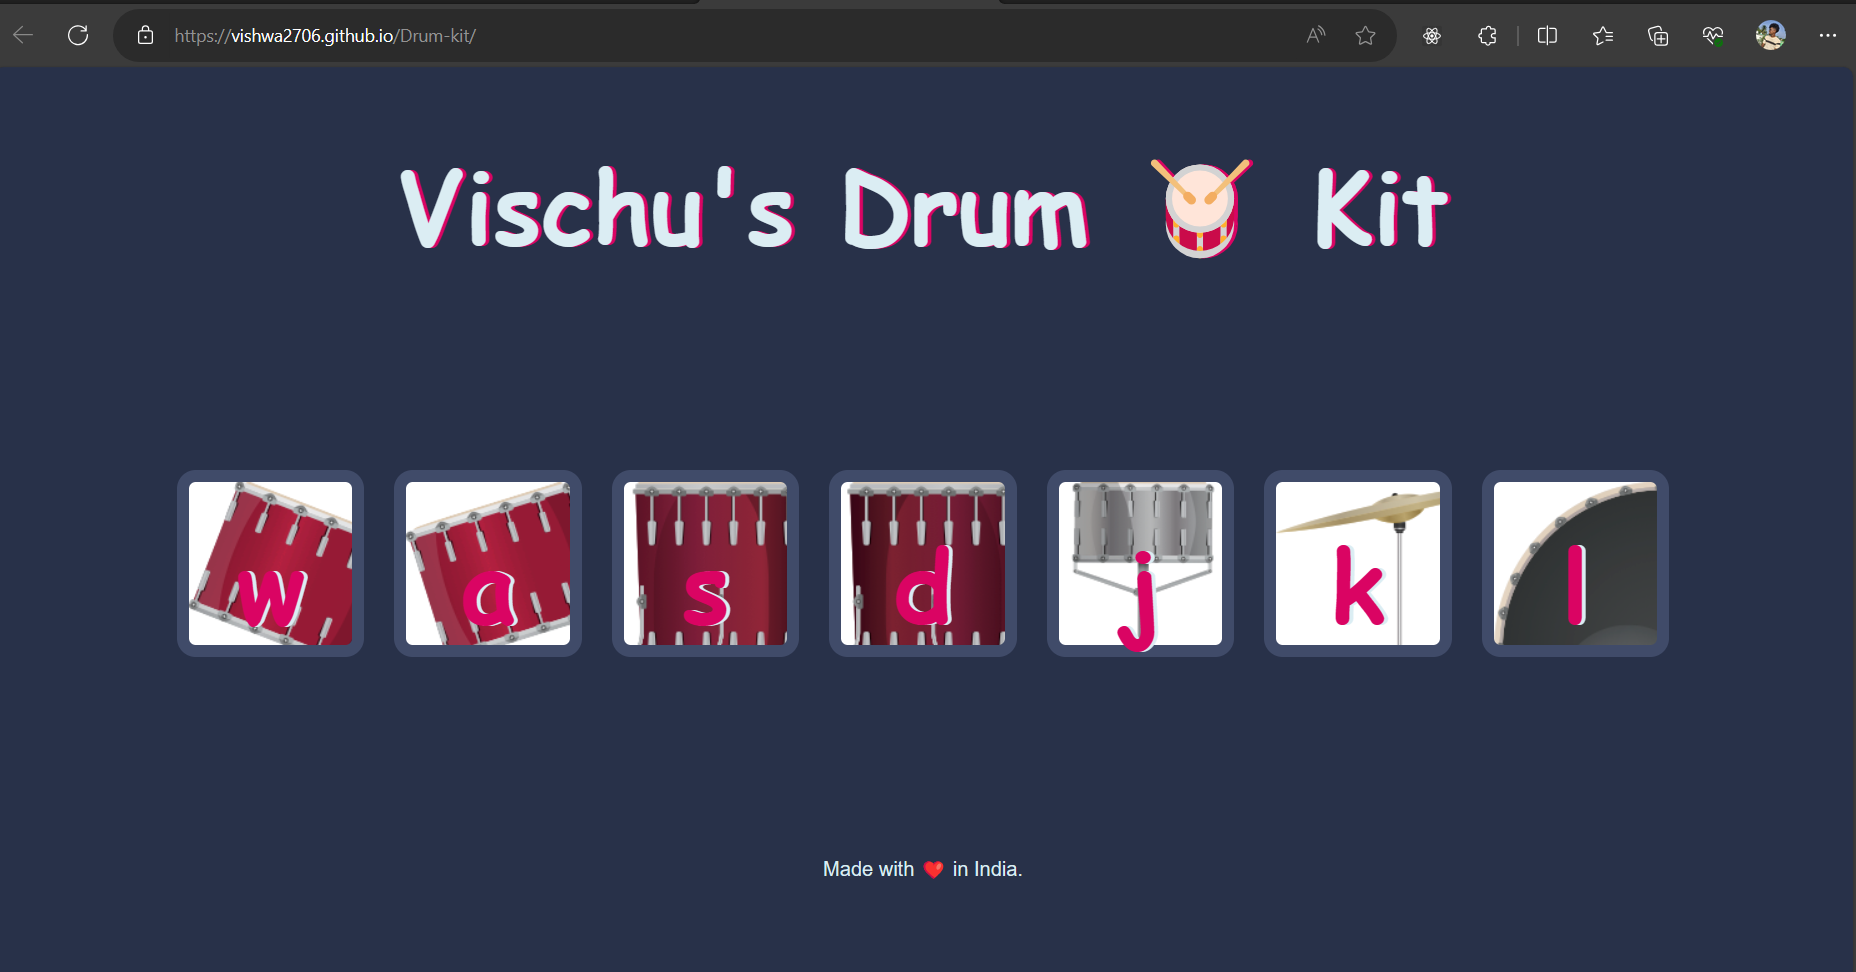 https://vishwa2706.github.io/Drum-kit/
Vischu's Drum 🥁 Kit
w a s d j k l
Made with ❤️ in India.